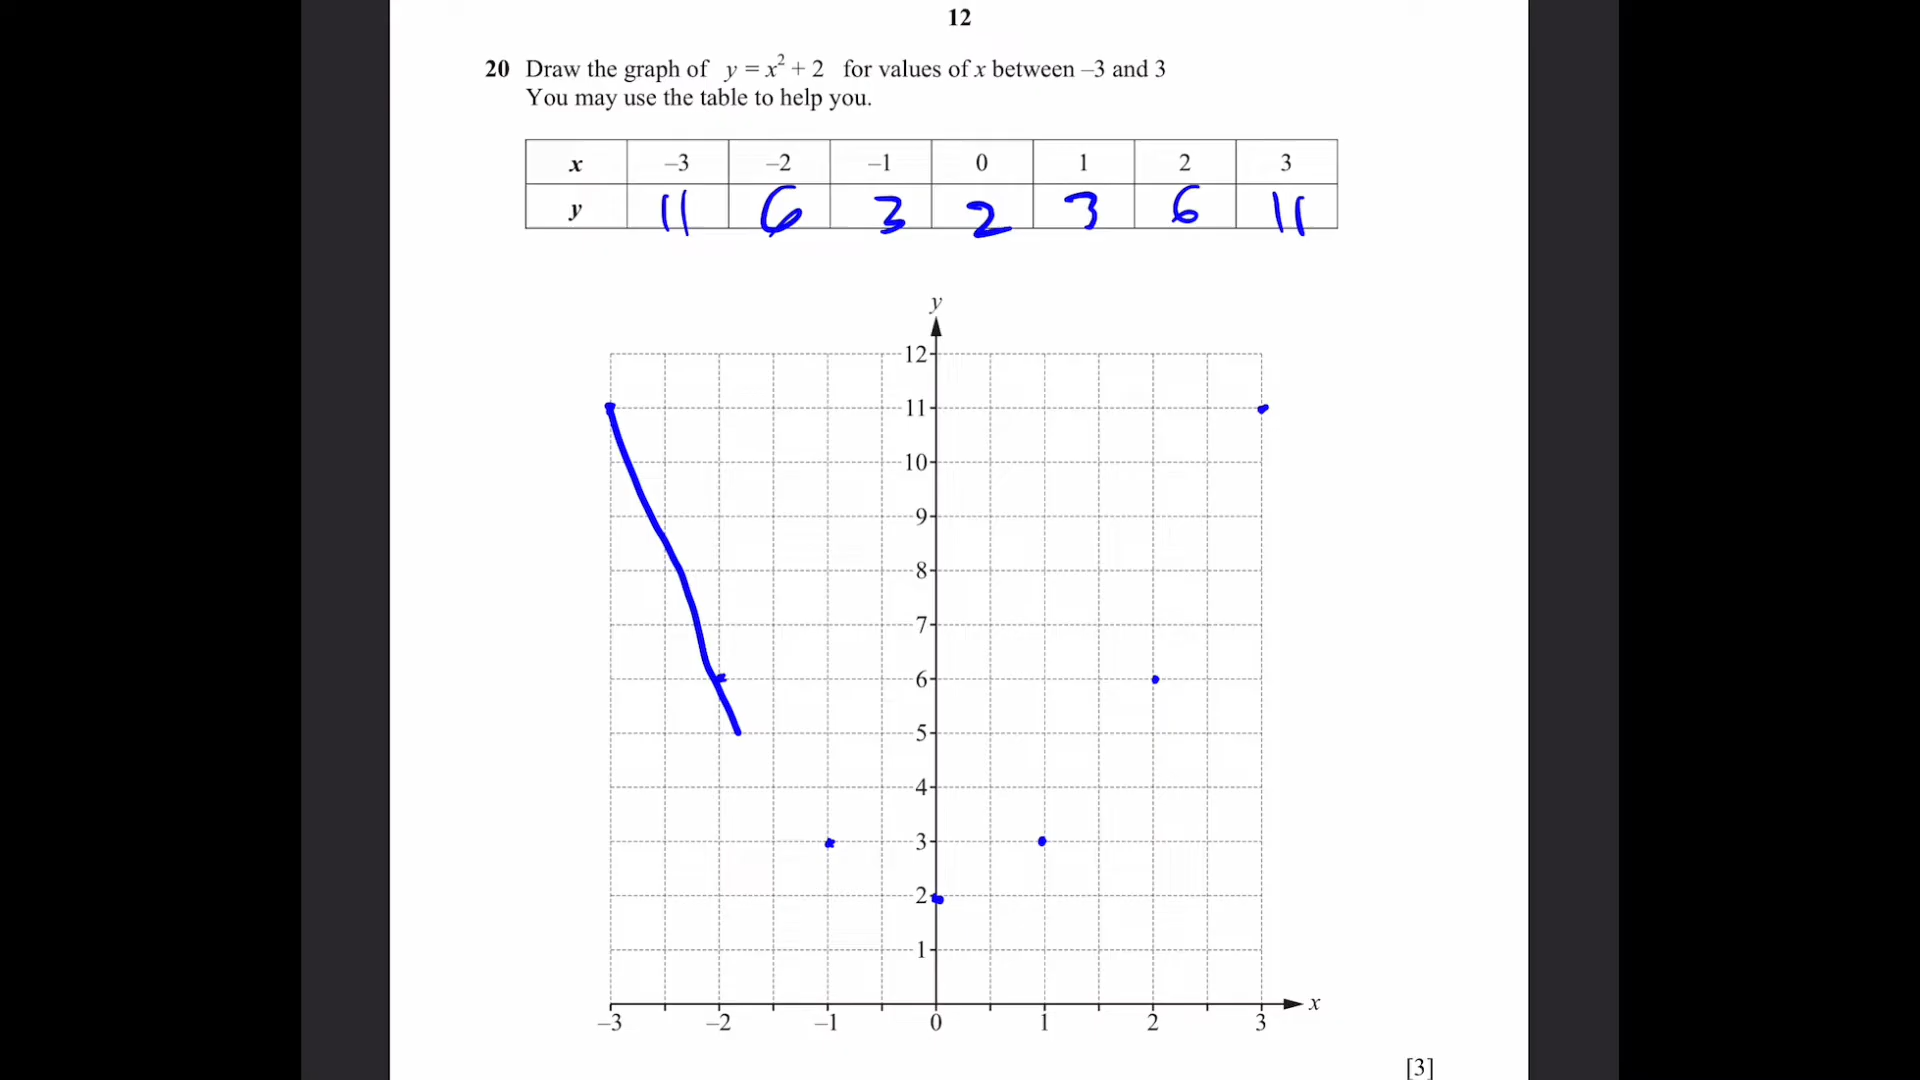 12
20 Draw the graph of y = x² + 2 for values of x between –3 and 3
You may use the table to help you.
x –3 –2 –1 0 1 2 3
y 11 6 3 2 3 6 11
y
12
11
10
9
8
7
6
5
4
3
2
1
–3 –2 –1 0 1 2 3 x
[3]